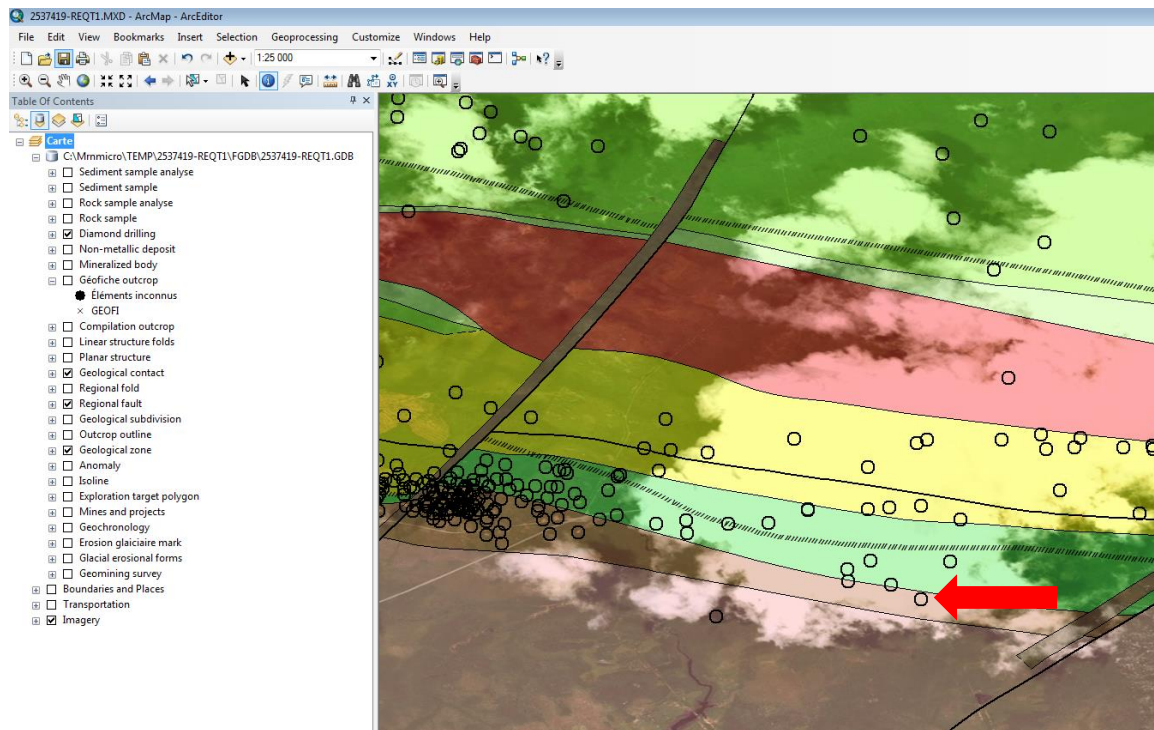 2537419-REQT1.MXD - ArcMap - ArcEditor
File Edit View Bookmarks Insert Selection Geoprocessing Customize Windows Help
1:25 000
Table Of Contents
Carte
C:\Mrnmicro\TEMP\2537419-REQT1\FGDB\2537419-REQT1.GDB
Sediment sample analyse
Sediment sample
Rock sample analyse
Rock sample
Diamond drilling
Non-metallic deposit
Mineralized body
Géofiche outcrop
Éléments inconnus
GEOFI
Compilation outcrop
Linear structure folds
Planar structure
Geological contact
Regional fold
Regional fault
Geological subdivision
Outcrop outline
Geological zone
Anomaly
Isoline
Exploration target polygon
Mines and projects
Geochronology
Erosion glaiciaire mark
Glacial erosional forms
Geomining survey
Boundaries and Places
Transportation
Imagery